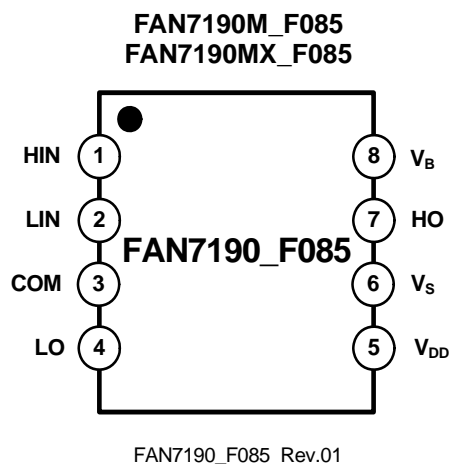 FAN7190M_F085
FAN7190MX_F085
HIN 1 8 VB
LIN 2 7 HO
FAN7190_F085
COM 3 6 VS
LO 4 5 VDD
FAN7190_F085 Rev.01